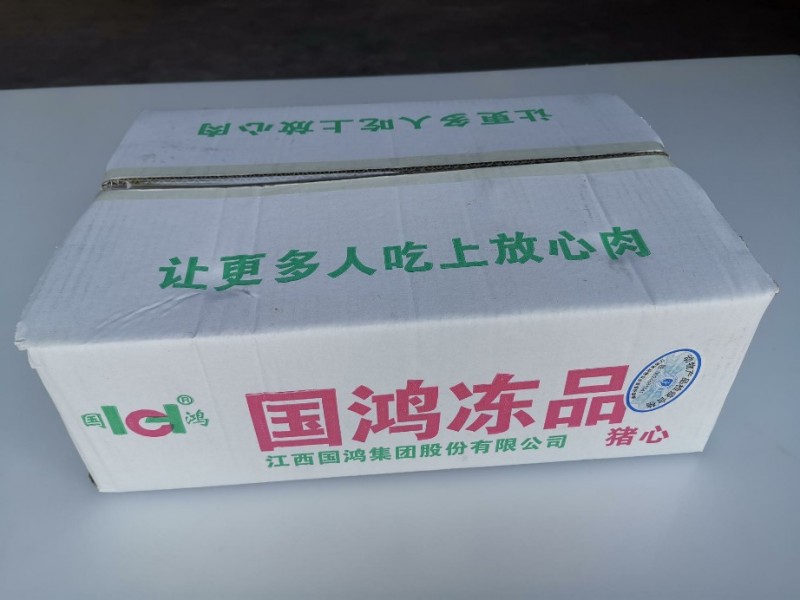 让更多人吃上放心肉
让更多人吃上放心肉
国 鸿 ®
国鸿冻品
江西国鸿集团股份有限公司
猪心